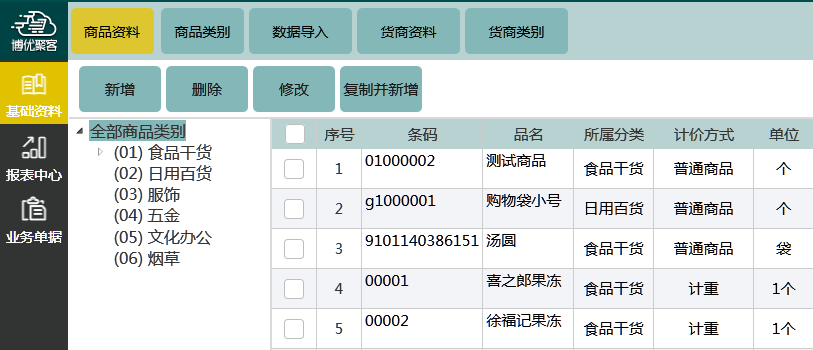 博优聚客
商品资料 商品类别 数据导入 货商资料 货商类别
基础资料
报表中心
业务单据
新增 删除 修改 复制并新增
全部商品类别
(01) 食品干货
(02) 日用百货
(03) 服饰
(04) 五金
(05) 文化办公
(06) 烟草
序号 条码 品名 所属分类 计价方式 单位
1 01000002 测试商品 食品干货 普通商品 个
2 g1000001 购物袋小号 日用百货 普通商品 个
3 9101140386151 汤圆 食品干货 普通商品 袋
4 00001 喜之郎果冻 食品干货 计重 1个
5 00002 徐福记果冻 食品干货 计重 1个